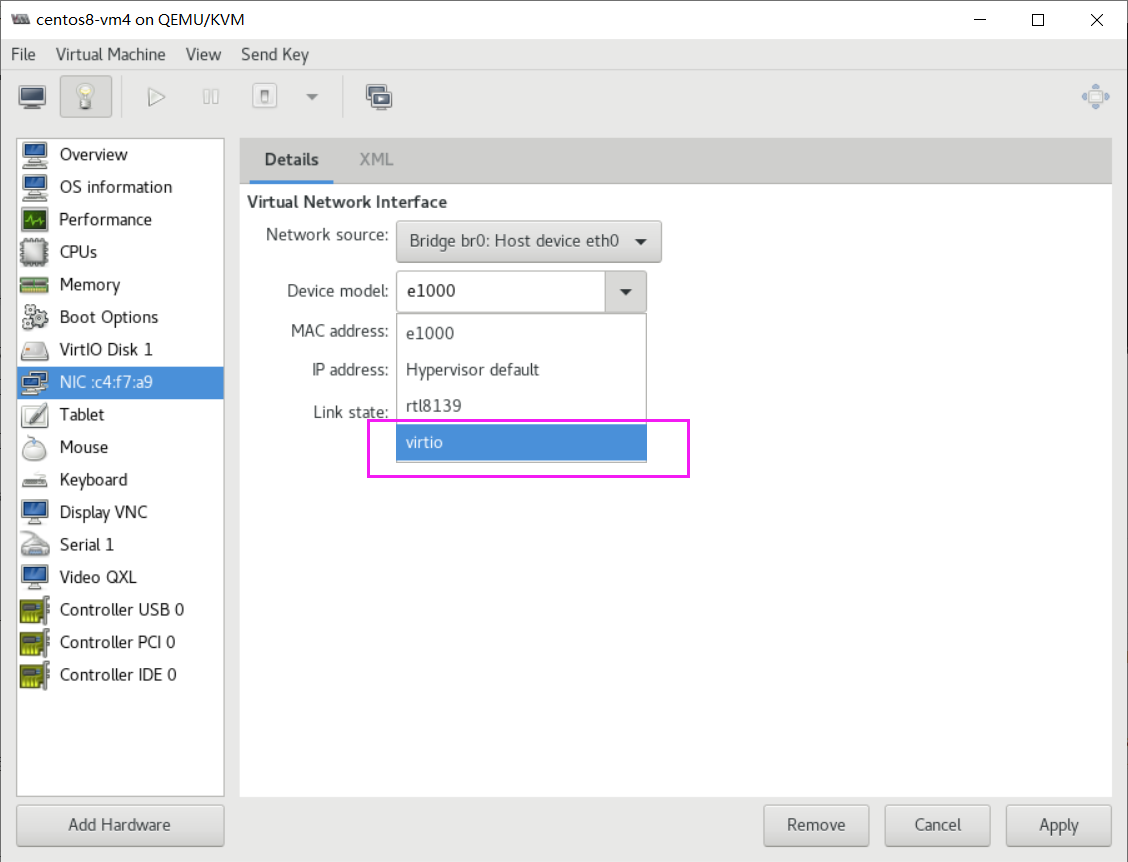 centos8-vm4 on QEMU/KVM
File Virtual Machine View Send Key
Overview
OS information
Performance
CPUs
Memory
Boot Options
VirtIO Disk 1
NIC :c4:f7:a9
Tablet
Mouse
Keyboard
Display VNC
Serial 1
Video QXL
Controller USB 0
Controller PCI 0
Controller IDE 0
Add Hardware
Details XML
Virtual Network Interface
Network source: Bridge br0: Host device eth0
Device model: e1000
MAC address:
IP address:
Link state:
e1000
Hypervisor default
rtl8139
virtio
Remove Cancel Apply